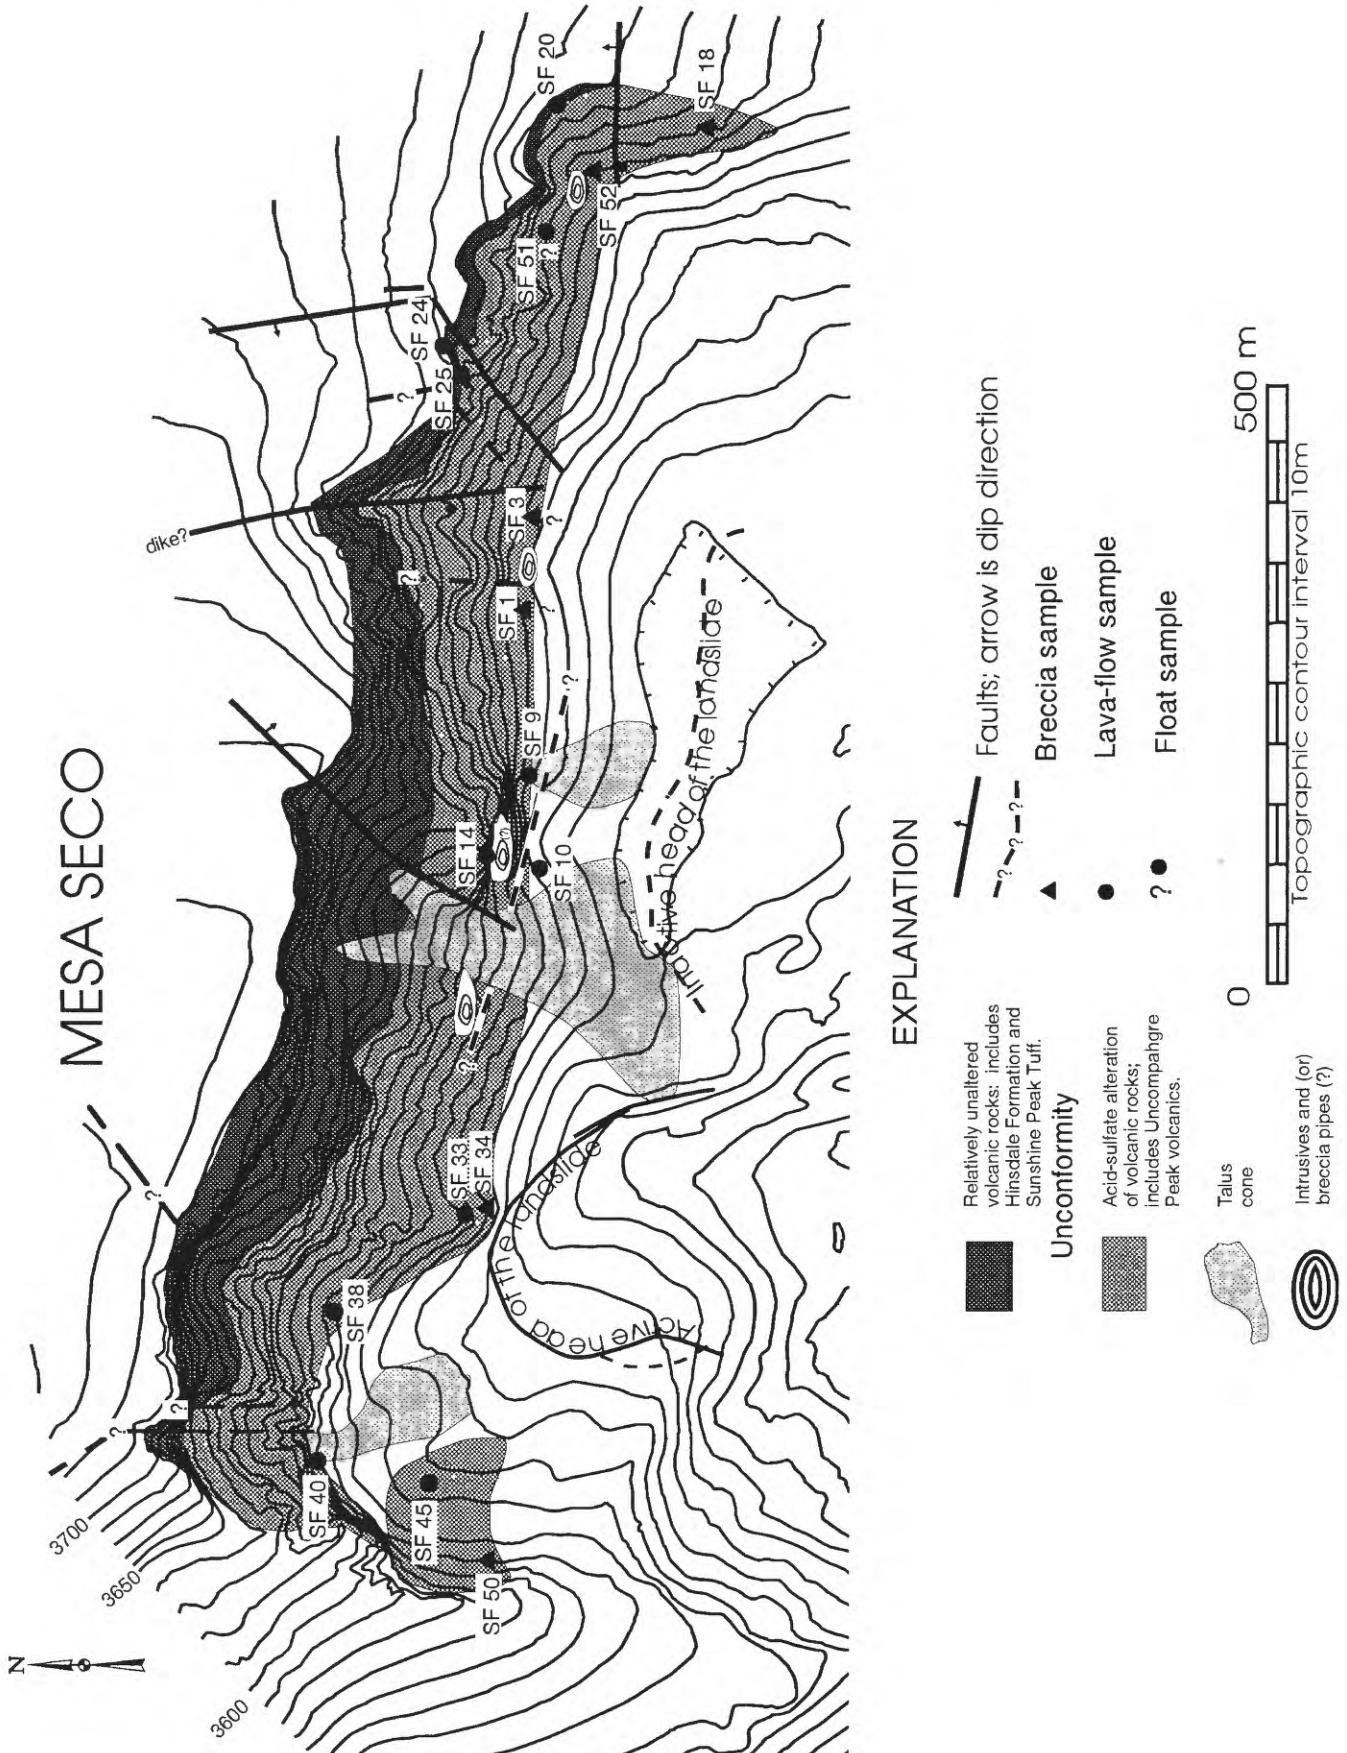 MESA SECO
N
3700
3650
3600
dike?
?
?
?
?
?
?
?
?
?
?
(?)
SF 50
SF 45
SF 40
SF 38
SF 33
SF 34
SF 14
SF 10
SF 9
SF 1
SF 3
SF 25
SF 24
SF 51
SF 52
SF 20
SF 18
Active head of the landslide
Inactive head of the landslide
EXPLANATION
Relatively unaltered
volcanic rocks: includes
Hinsdale Formation and
Sunshine Peak Tuff.
Unconformity
Acid-sulfate alteration
of volcanic rocks;
includes Uncompahgre
Peak volcanics.
Talus
cone
Intrusives and (or)
breccia pipes (?)
Faults; arrow is dip direction
?
?
Breccia sample
Lava-flow sample
?
Float sample
0
500 m
Topographic contour interval 10m